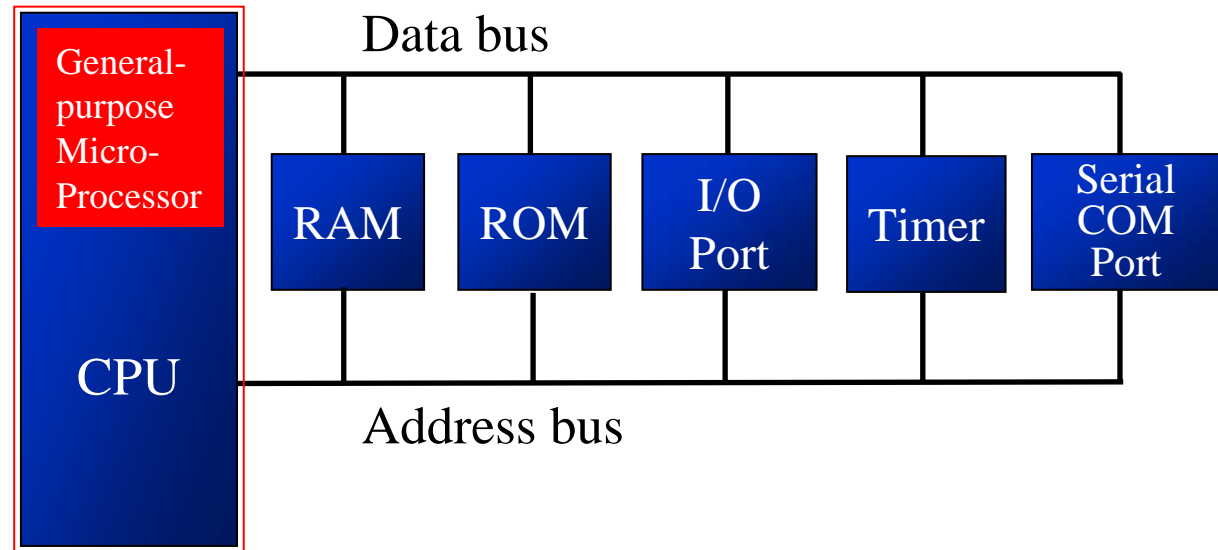 Data bus
General-
purpose
Micro-
Processor
CPU
RAM
ROM
I/O
Port
Timer
Serial
COM
Port
Address bus